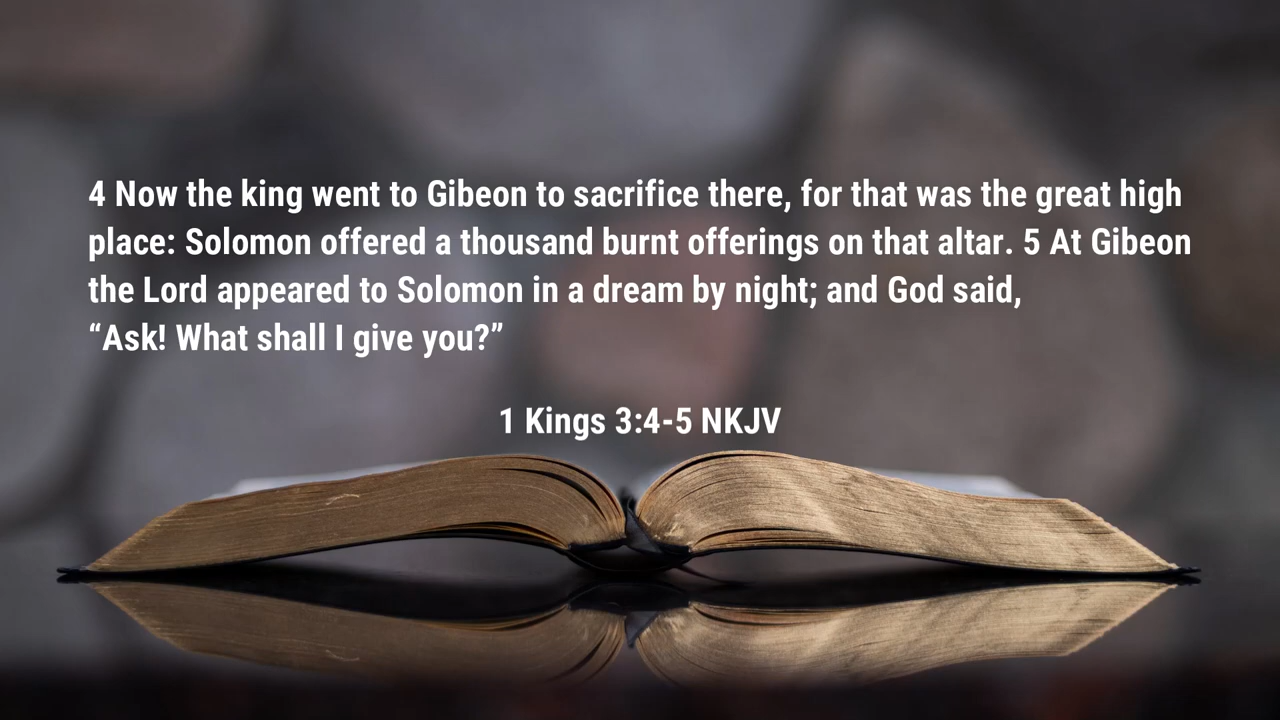 4 Now the king went to Gibeon to sacrifice there, for that was the great high
place: Solomon offered a thousand burnt offerings on that altar. 5 At Gibeon
the Lord appeared to Solomon in a dream by night; and God said,
“Ask! What shall I give you?”
1 Kings 3:4-5 NKJV